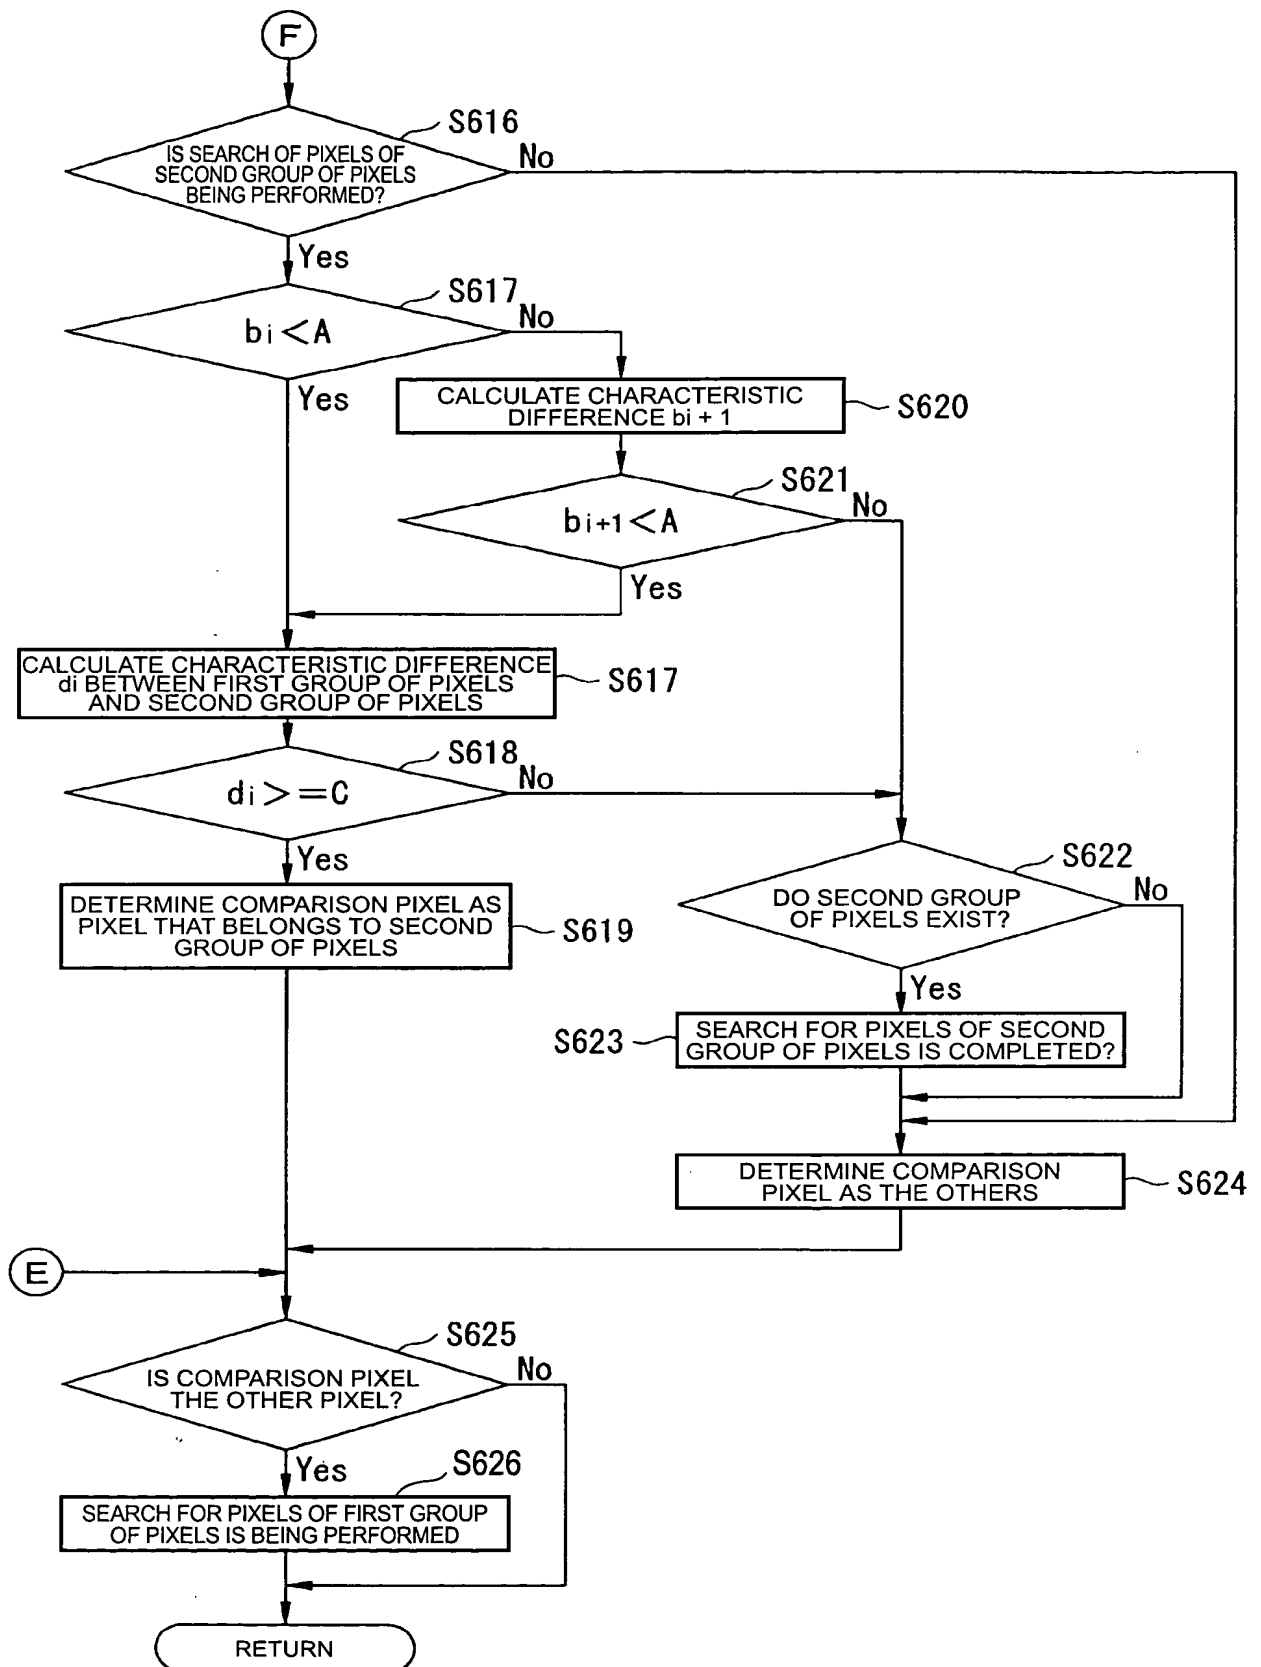 F
S616
IS SEARCH OF PIXELS OF
SECOND GROUP OF PIXELS
BEING PERFORMED?
No
Yes
S617
bi<A
No
Yes
CALCULATE CHARACTERISTIC
DIFFERENCE bi + 1
S620
S621
bi+1<A
No
Yes
CALCULATE CHARACTERISTIC DIFFERENCE
di BETWEEN FIRST GROUP OF PIXELS
AND SECOND GROUP OF PIXELS
S617
S618
di>=C
No
Yes
S622
DO SECOND GROUP
OF PIXELS EXIST?
No
Yes
DETERMINE COMPARISON PIXEL AS
PIXEL THAT BELONGS TO SECOND
GROUP OF PIXELS
S619
S623
SEARCH FOR PIXELS OF SECOND
GROUP OF PIXELS IS COMPLETED?
DETERMINE COMPARISON
PIXEL AS THE OTHERS
S624
E
S625
IS COMPARISON PIXEL
THE OTHER PIXEL?
No
Yes
S626
SEARCH FOR PIXELS OF FIRST GROUP
OF PIXELS IS BEING PERFORMED
RETURN